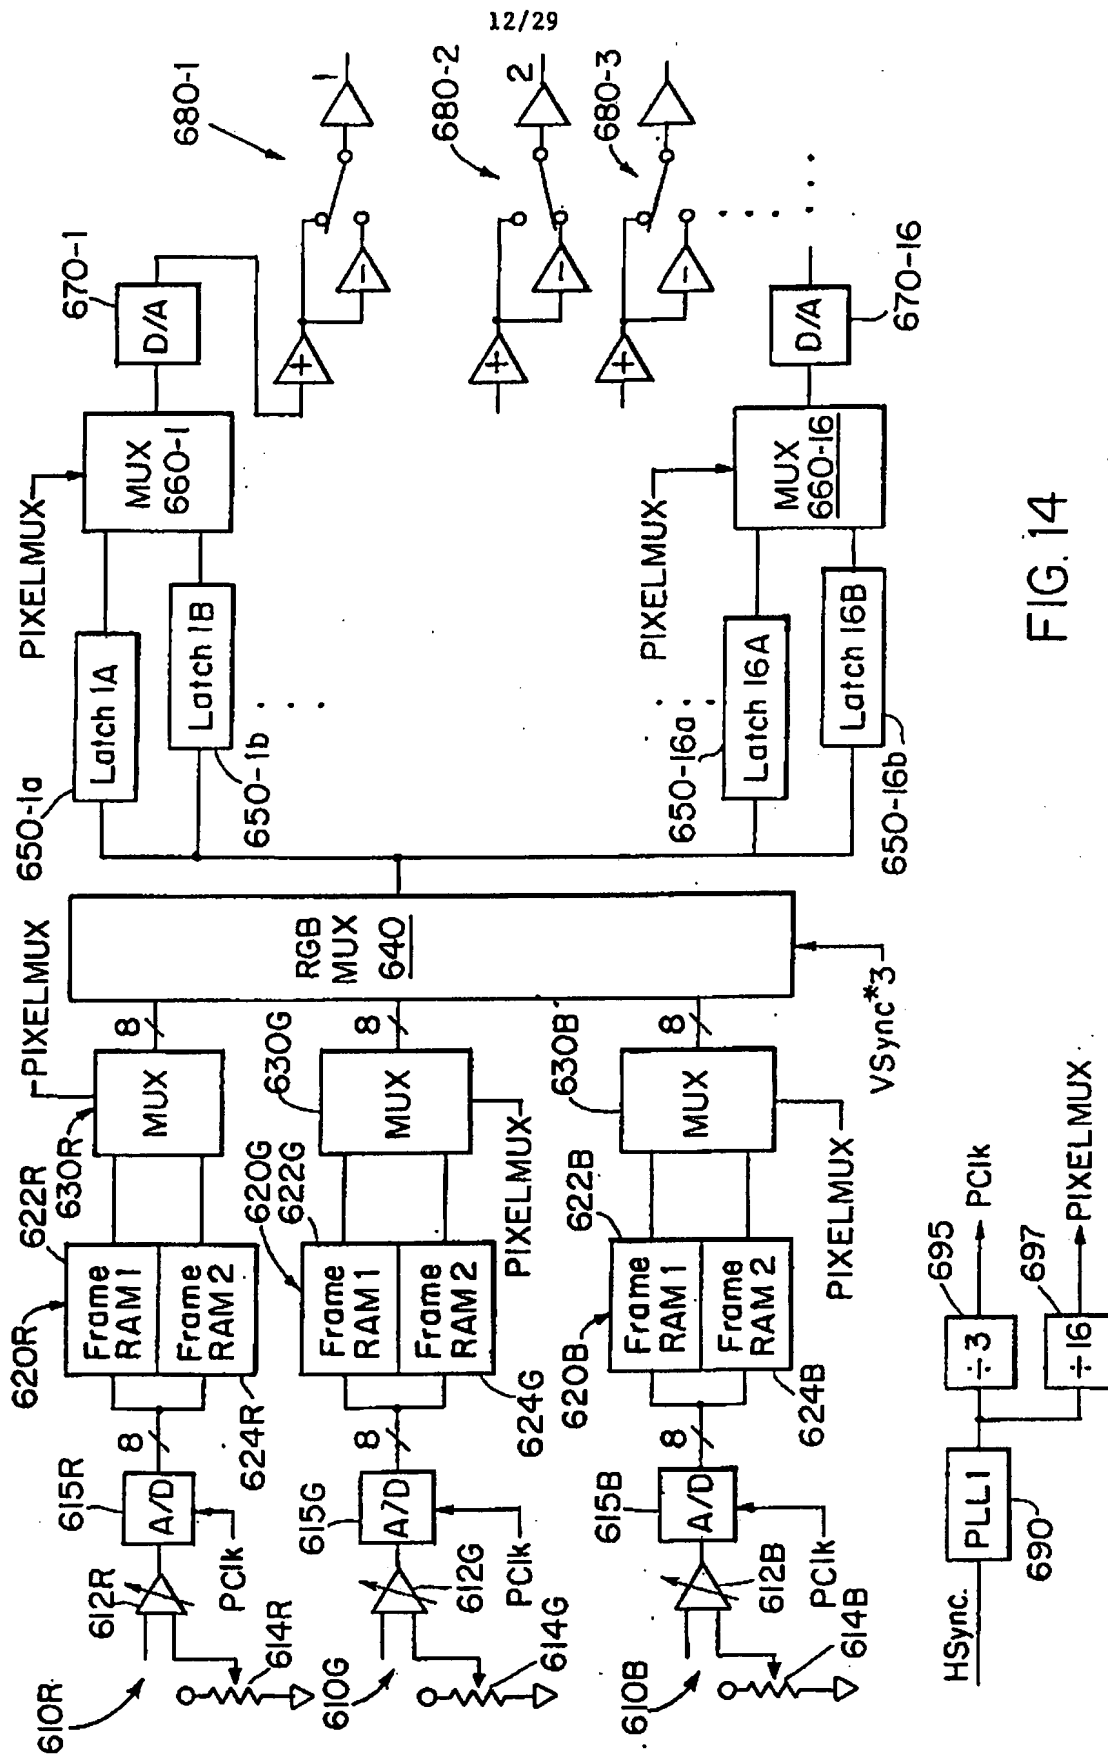 12/29
610R
612R
614R
615R
A/D
PClk
8
620R
622R
624R
Frame
RAM 1
Frame
RAM 2
630R
MUX
PIXELMUX
8
610G
612G
614G
615G
A/D
PClk
8
620G
622G
624G
Frame
RAM 1
Frame
RAM 2
630G
MUX
PIXELMUX
8
610B
612B
614B
615B
A/D
PClk
8
620B
622B
624B
Frame
RAM 1
Frame
RAM 2
630B
MUX
PIXELMUX
8
RGB
MUX
640
VSync*3
650-1a
Latch 1A
Latch 1B
650-1b
PIXELMUX
MUX
660-1
670-1
D/A
650-16a
Latch 16A
Latch 16B
650-16b
PIXELMUX
MUX
660-16
D/A
670-16
680-1
+
−
1
680-2
+
−
2
680-3
+
−
HSync.
PLL1
690
÷3
695
PClk
÷16
697
PIXELMUX
FIG. 14